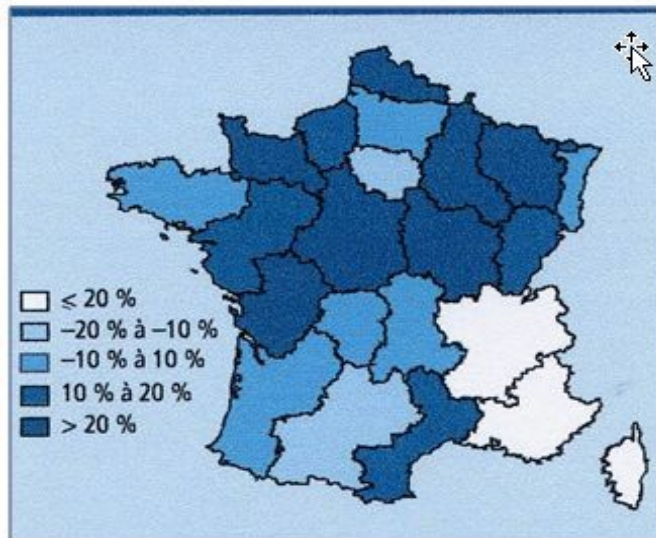 ≤ 20 %
–20 % à –10 %
–10 % à 10 %
10 % à 20 %
> 20 %